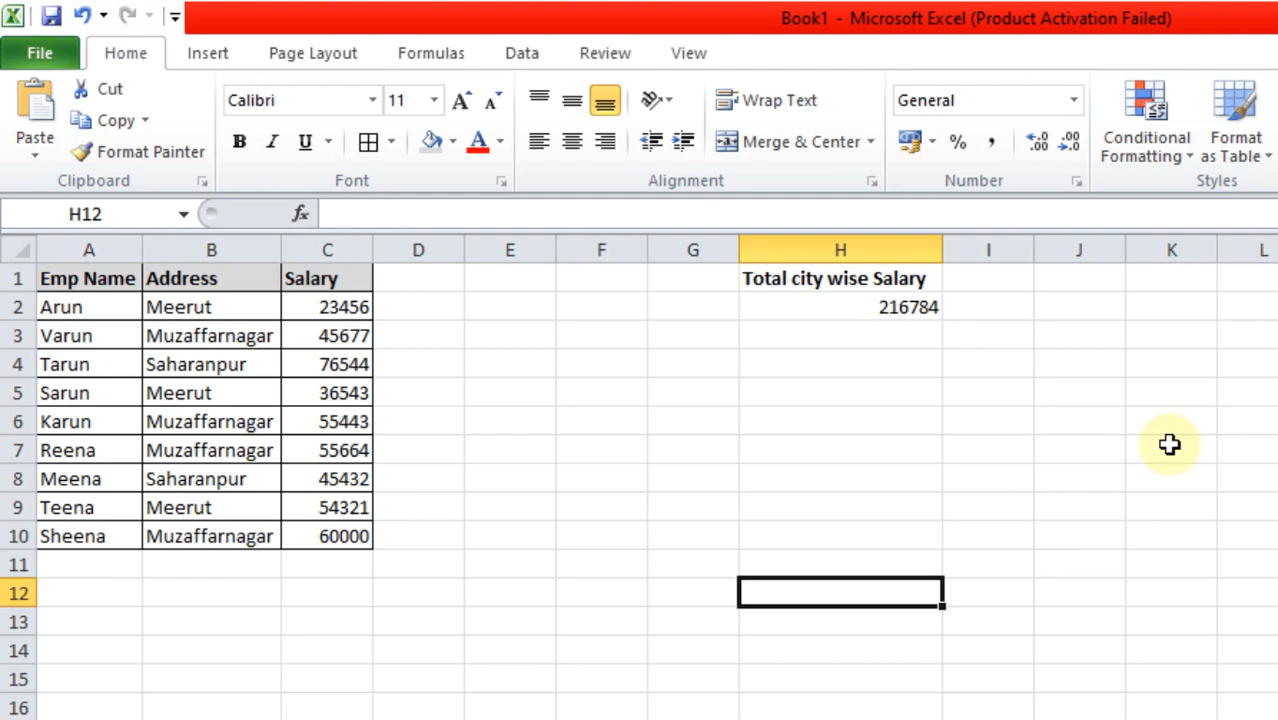 Book1 - Microsoft Excel (Product Activation Failed)
File Home Insert Page Layout Formulas Data Review View
Paste
Cut
Copy
Format Painter
Clipboard
Calibri 11
B I U A
Font
Wrap Text
Merge & Center
Alignment
General
% ,
Number
Conditional Formatting
Format as Table
Styles
H12 fx
A B C D E F G H I J K L
1 Emp Name Address Salary Total city wise Salary
2 Arun Meerut 23456 216784
3 Varun Muzaffarnagar 45677
4 Tarun Saharanpur 76544
5 Sarun Meerut 36543
6 Karun Muzaffarnagar 55443
7 Reena Muzaffarnagar 55664
8 Meena Saharanpur 45432
9 Teena Meerut 54321
10 Sheena Muzaffarnagar 60000
11
12
13
14
15
16